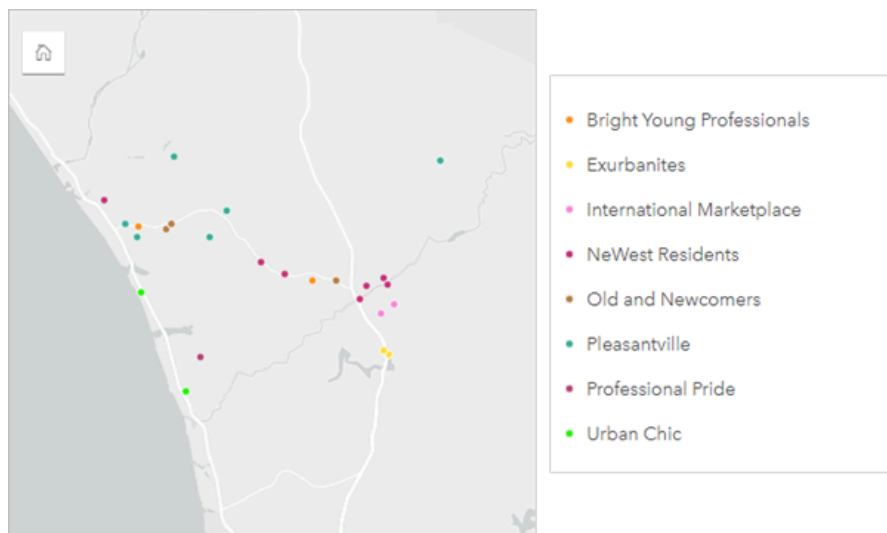 Bright Young Professionals
Exurbanites
International Marketplace
NeWest Residents
Old and Newcomers
Pleasantville
Professional Pride
Urban Chic